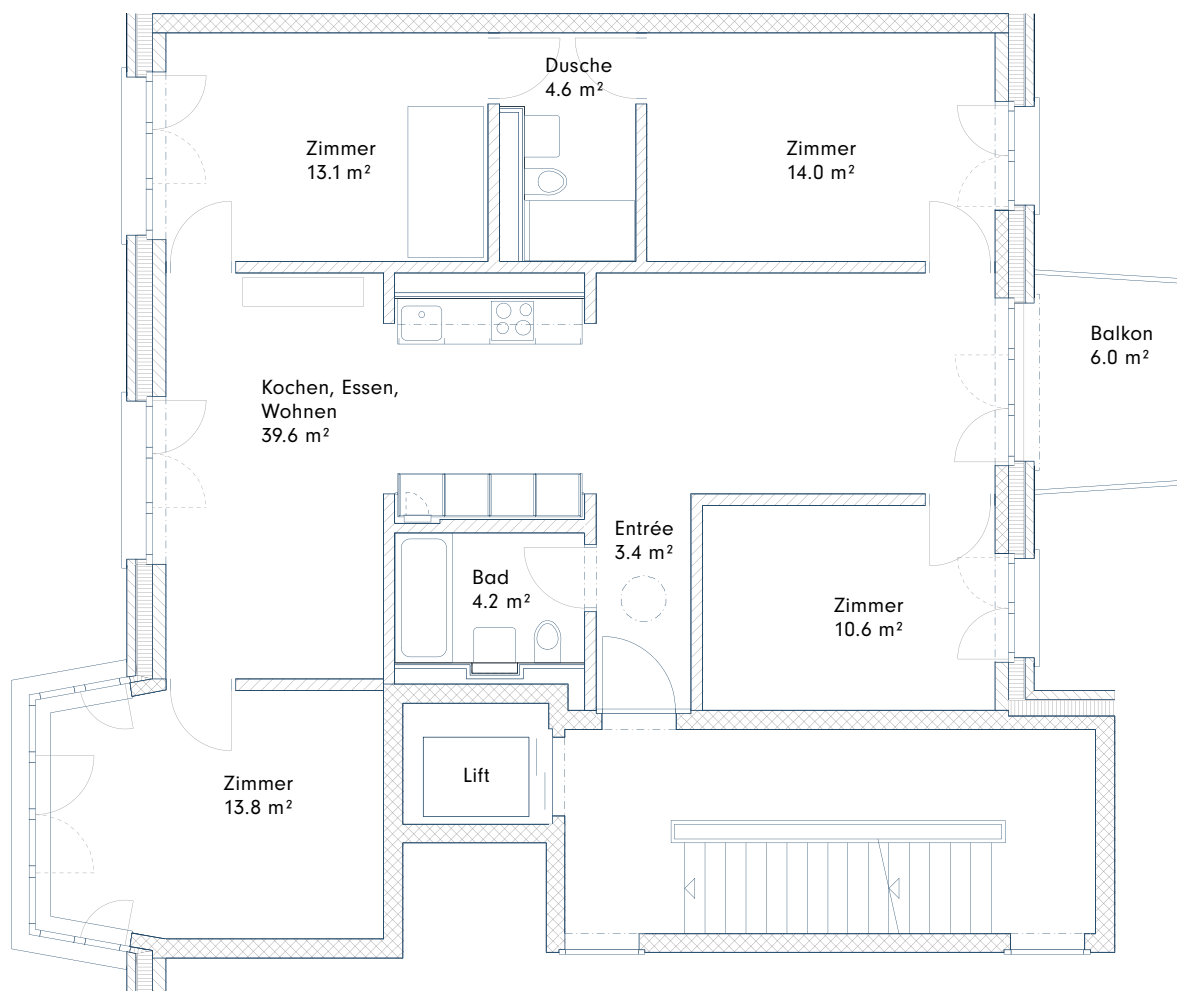 Dusche
4.6 m²
Zimmer
13.1 m²
Zimmer
14.0 m²
Balkon
6.0 m²
Kochen, Essen,
Wohnen
39.6 m²
Entrée
3.4 m²
Bad
4.2 m²
Zimmer
10.6 m²
Zimmer
13.8 m²
Lift